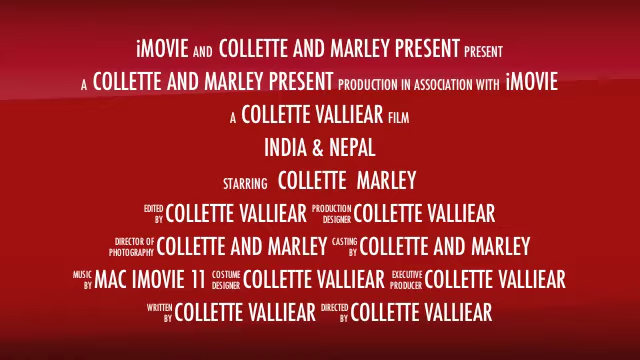 iMOVIE AND COLLETTE AND MARLEY PRESENT PRESENT
A COLLETTE AND MARLEY PRESENT PRODUCTION IN ASSOCIATION WITH iMOVIE
A COLLETTE VALLIEAR FILM
INDIA & NEPAL
STARRING COLLETTE MARLEY
EDITED BY COLLETTE VALLIEAR PRODUCTION DESIGNER COLLETTE VALLIEAR
DIRECTOR OF PHOTOGRAPHY COLLETTE AND MARLEY CASTING BY COLLETTE AND MARLEY
MUSIC BY MAC IMOVIE 11 COSTUME DESIGNER COLLETTE VALLIEAR EXECUTIVE PRODUCER COLLETTE VALLIEAR
WRITTEN BY COLLETTE VALLIEAR DIRECTED BY COLLETTE VALLIEAR